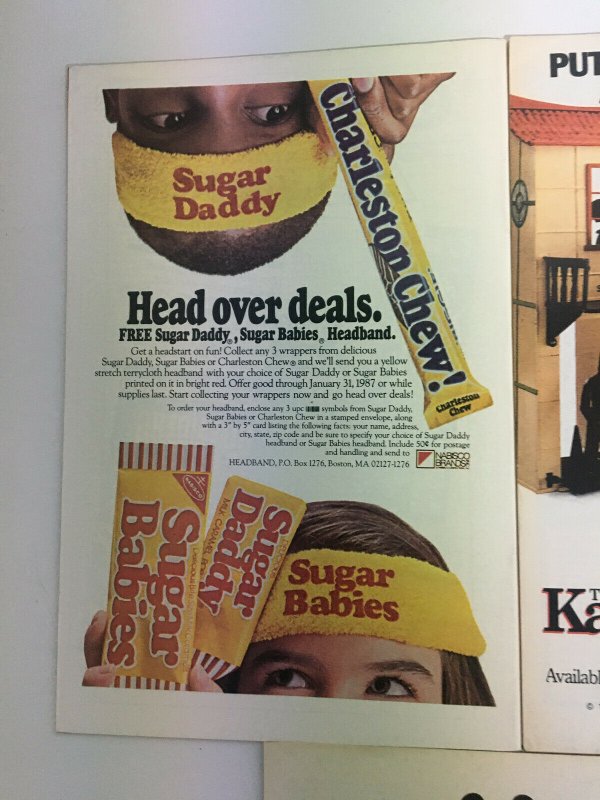 Sugar
Daddy
Charleston Chew!
Charleston
Chew
Head over deals.
FREE Sugar Daddy®, Sugar Babies® Headband.
Get a headstart on fun! Collect any 3 wrappers from delicious
Sugar Daddy, Sugar Babies or Charleston Chew® and we'll send you a yellow
stretch terrycloth headband with your choice of Sugar Daddy or Sugar Babies
printed on it in bright red. Offer good through January 31, 1987 or while
supplies last. Start collecting your wrappers now and go head over deals!
To order your headband, enclose any 3 upc symbols from Sugar Daddy,
Sugar Babies or Charleston Chew in a stamped envelope, along
with a 3" by 5" card listing the following facts: your name, address,
city, state, zip code and be sure to specify your choice of Sugar Daddy
headband or Sugar Babies headband. Include 50¢ for postage
and handling and send to
HEADBAND, P.O. Box 1276, Boston, MA 02127-1276
NABISCO
BRANDS
NABISCO
Sugar
Babies
Sugar
Daddy
MILK CARAMEL POP
Sugar
Babies
PUT
Ka
Availabl
©